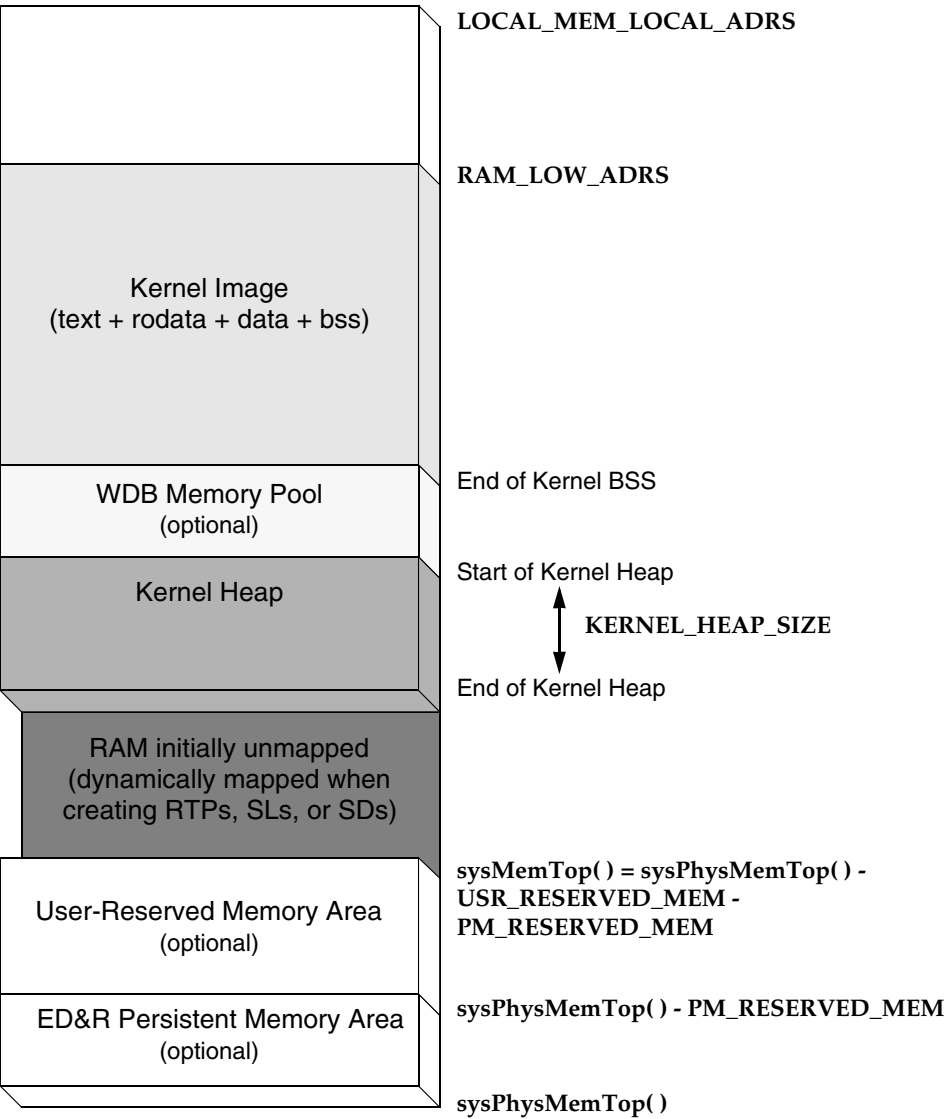 LOCAL_MEM_LOCAL_ADRS
RAM_LOW_ADRS
Kernel Image
(text + rodata + data + bss)
End of Kernel BSS
WDB Memory Pool
(optional)
Start of Kernel Heap
Kernel Heap
KERNEL_HEAP_SIZE
End of Kernel Heap
RAM initially unmapped
(dynamically mapped when
creating RTPs, SLs, or SDs)
sysMemTop( ) = sysPhysMemTop( ) -
USR_RESERVED_MEM -
PM_RESERVED_MEM
User-Reserved Memory Area
(optional)
sysPhysMemTop( ) - PM_RESERVED_MEM
ED&R Persistent Memory Area
(optional)
sysPhysMemTop( )